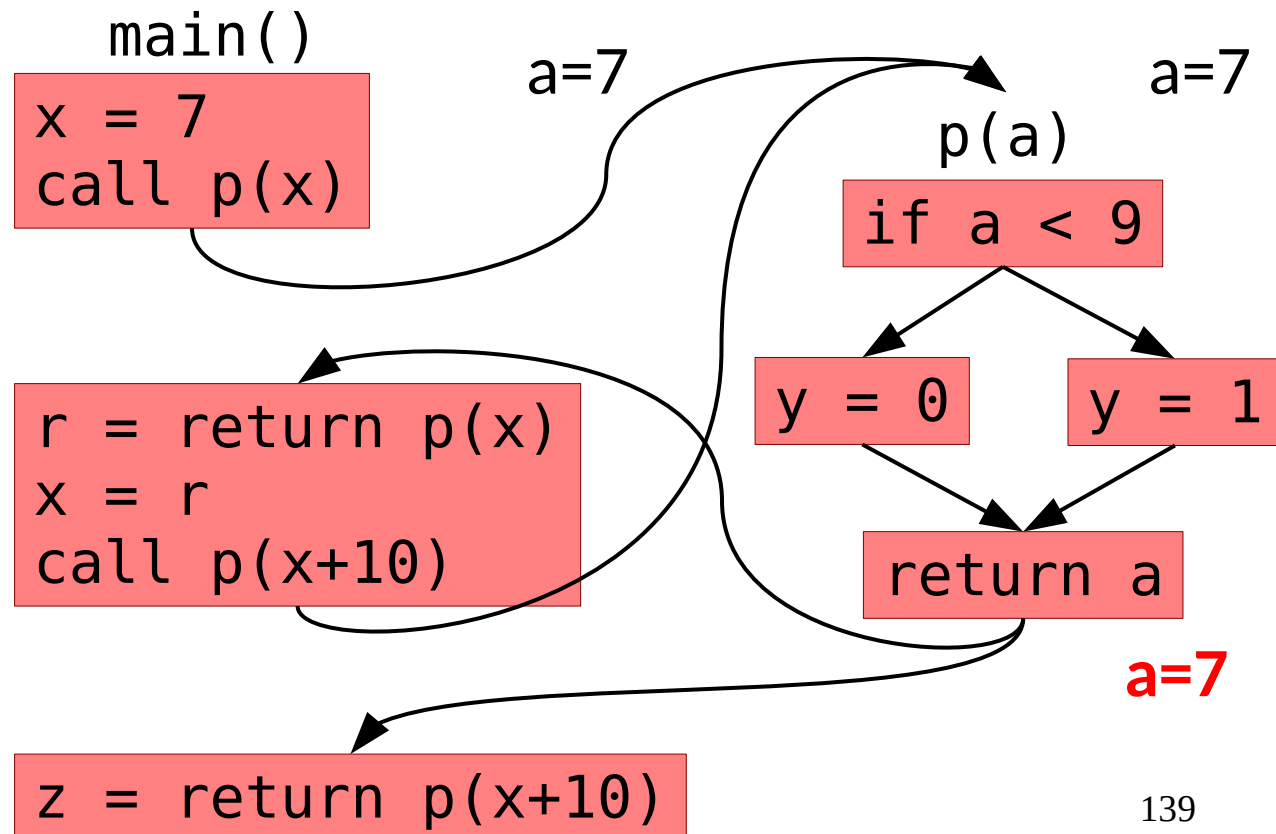 main()
x = 7
call p(x)
a=7
a=7
p(a)
if a < 9
y = 0
y = 1
return a
a=7
r = return p(x)
x = r
call p(x+10)
z = return p(x+10)
139